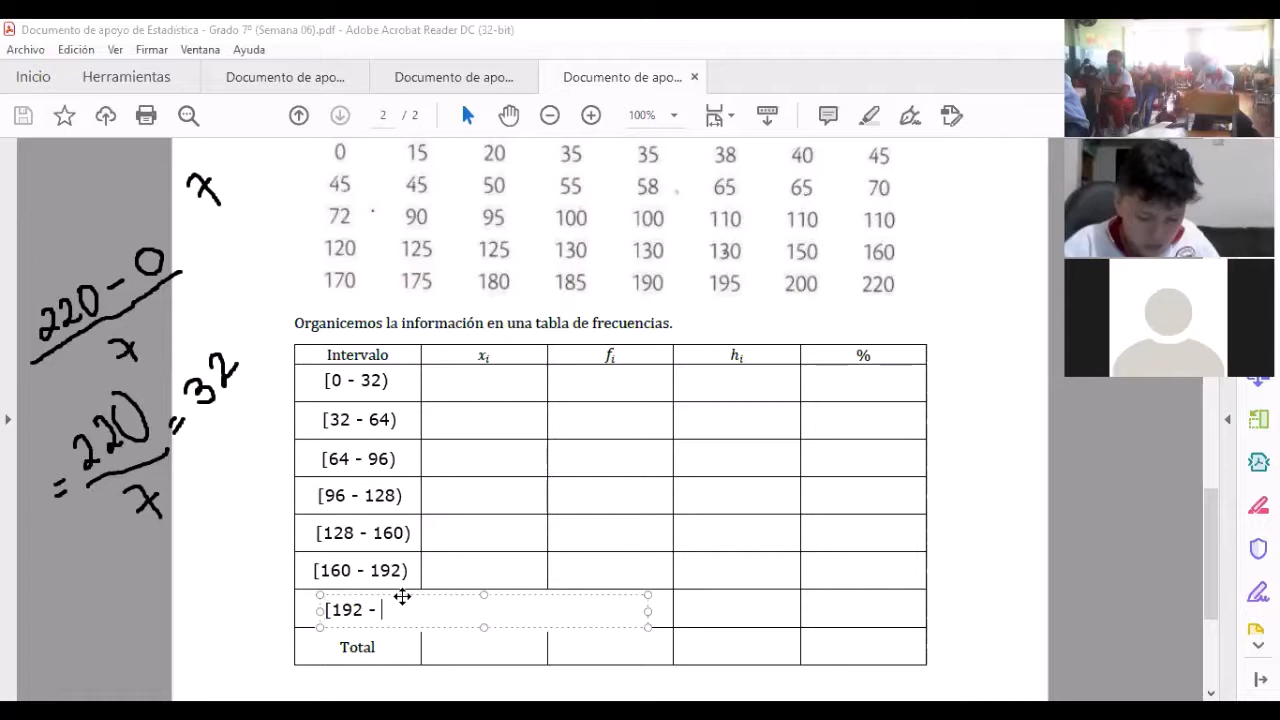 Documento de apoyo de Estadística - Grado 7º (Semana 06).pdf - Adobe Acrobat Reader DC (32-bit)
Archivo Edición Ver Firmar Ventana Ayuda
Inicio Herramientas Documento de apo... Documento de apo... Documento de apo... ×
2 / 2 100%
0 15 20 35 35 38 40 45
45 45 50 55 58 65 65 70
72 90 95 100 100 110 110 110
120 125 125 130 130 130 150 160
170 175 180 185 190 195 200 220
7
220 - 0
7
= 220 = 32
7
Organicemos la información en una tabla de frecuencias.
Intervalo xᵢ fᵢ hᵢ %
[0 - 32)
[32 - 64)
[64 - 96)
[96 - 128)
[128 - 160)
[160 - 192)
[192 -
Total